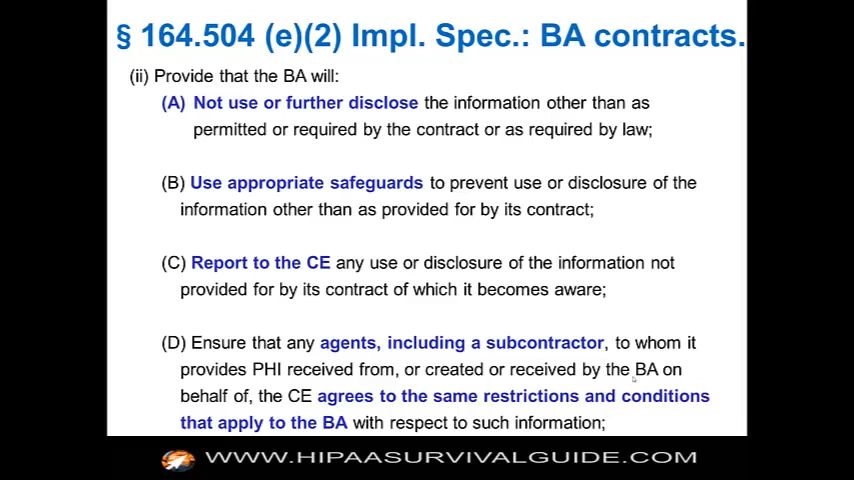 § 164.504 (e)(2) Impl. Spec.: BA contracts.
(ii) Provide that the BA will:
(A) Not use or further disclose the information other than as
permitted or required by the contract or as required by law;
(B) Use appropriate safeguards to prevent use or disclosure of the
information other than as provided for by its contract;
(C) Report to the CE any use or disclosure of the information not
provided for by its contract of which it becomes aware;
(D) Ensure that any agents, including a subcontractor, to whom it
provides PHI received from, or created or received by the BA on
behalf of, the CE agrees to the same restrictions and conditions
that apply to the BA with respect to such information;
WWW.HIPAASURVIVALGUIDE.COM